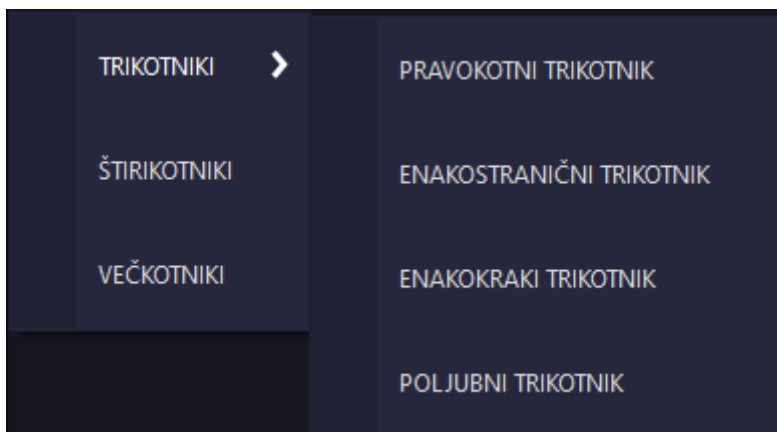 TRIKOTNIKI
ŠTIRIKOTNIKI
VEČKOTNIKI
PRAVOKOTNI TRIKOTNIK
ENAKOSTRANIČNI TRIKOTNIK
ENAKOKRAKI TRIKOTNIK
POLJUBNI TRIKOTNIK